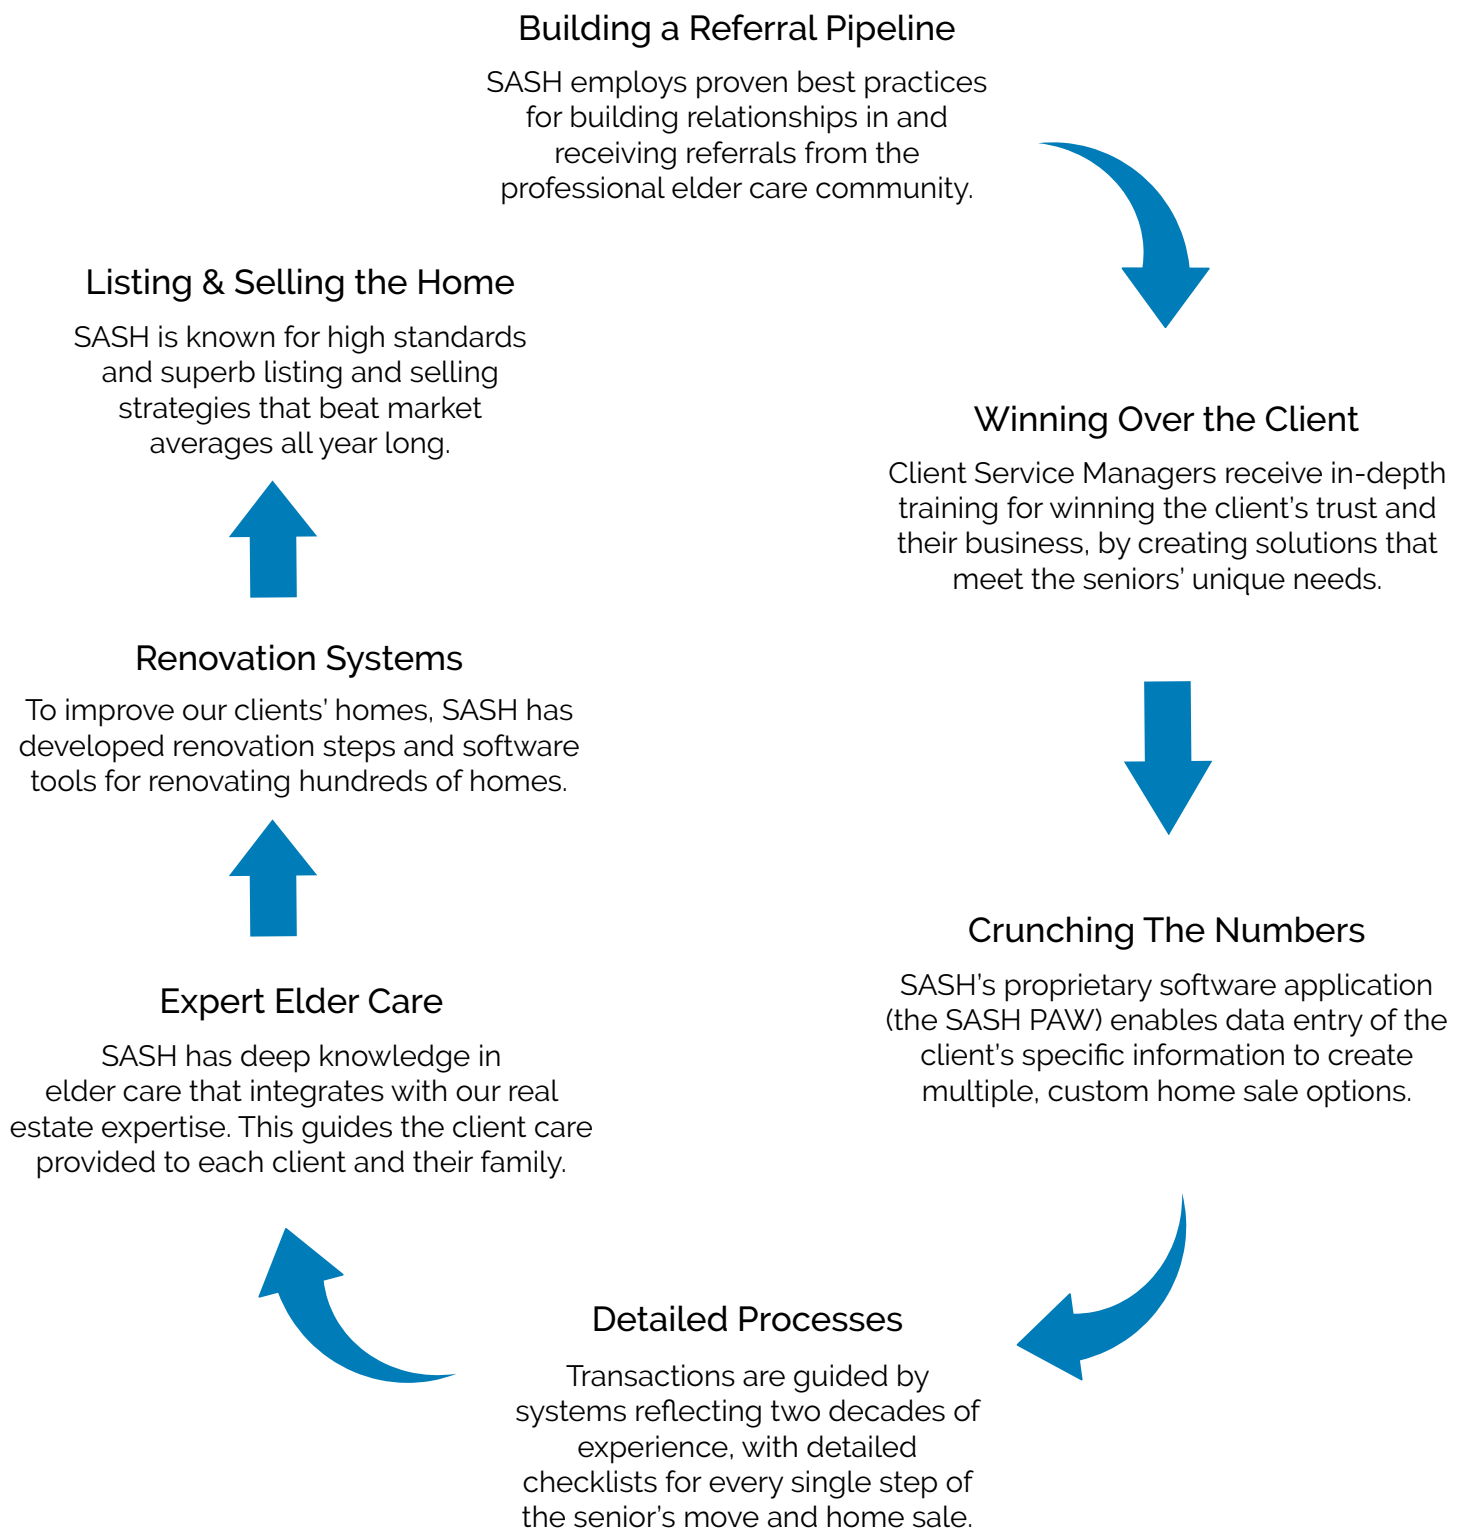 Building a Referral Pipeline
SASH employs proven best practices
for building relationships in and
receiving referrals from the
professional elder care community.
Winning Over the Client
Client Service Managers receive in-depth
training for winning the client’s trust and
their business, by creating solutions that
meet the seniors’ unique needs.
Crunching The Numbers
SASH’s proprietary software application
(the SASH PAW) enables data entry of the
client’s specific information to create
multiple, custom home sale options.
Detailed Processes
Transactions are guided by
systems reflecting two decades of
experience, with detailed
checklists for every single step of
the senior’s move and home sale.
Expert Elder Care
SASH has deep knowledge in
elder care that integrates with our real
estate expertise. This guides the client care
provided to each client and their family.
Renovation Systems
To improve our clients’ homes, SASH has
developed renovation steps and software
tools for renovating hundreds of homes.
Listing & Selling the Home
SASH is known for high standards
and superb listing and selling
strategies that beat market
averages all year long.